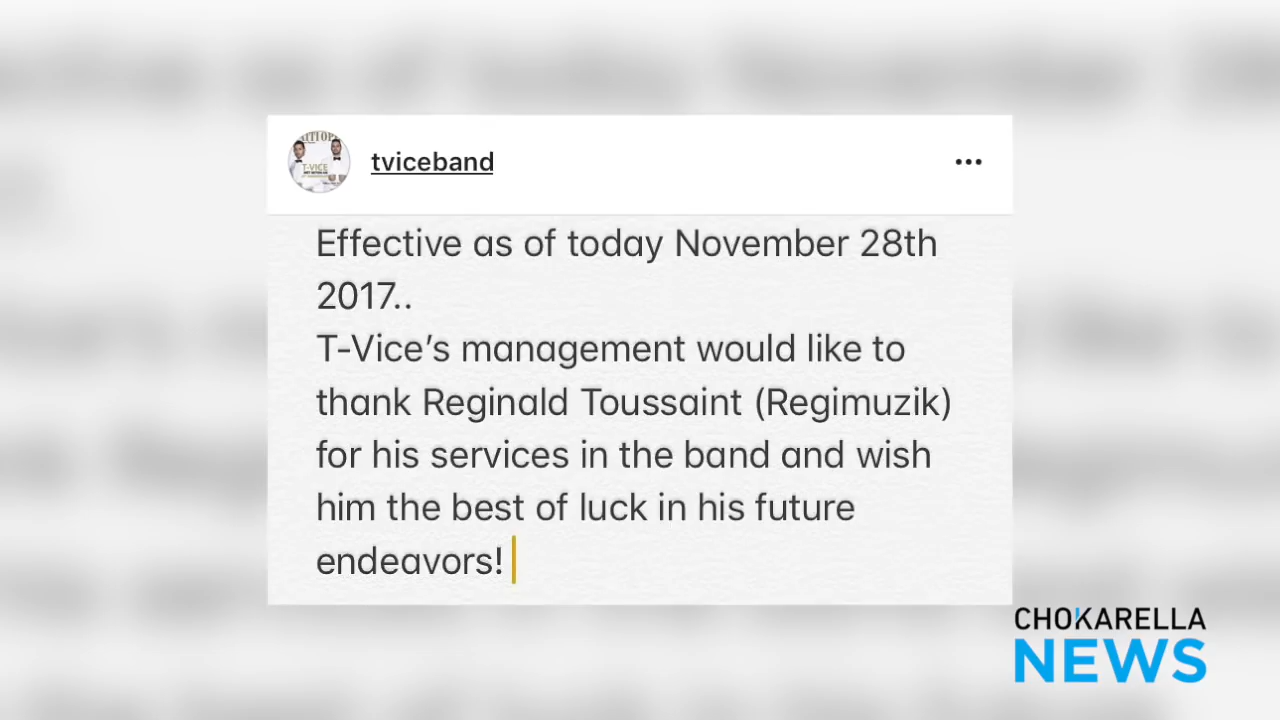 tviceband
Effective as of today November 28th
2017..
T-Vice's management would like to
thank Reginald Toussaint (Regimuzik)
for his services in the band and wish
him the best of luck in his future
endeavors!
CHOKARELLA
NEWS